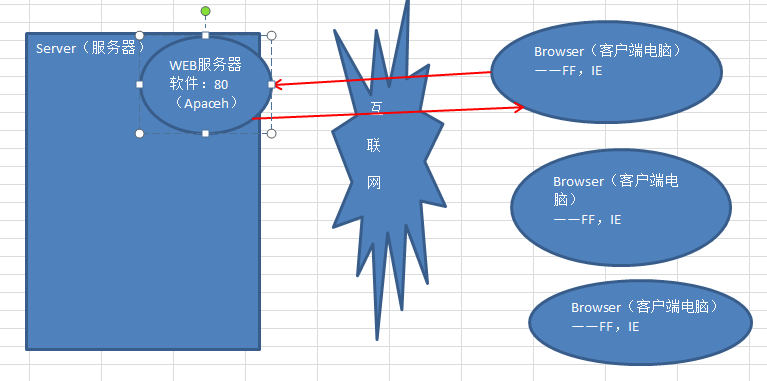 Server（服务器）
WEB服务器
软件：80
（Apaceh）
互
联
网
Browser（客户端电脑）
——FF，IE
Browser（客户端电
脑）
——FF，IE
Browser（客户端电脑）
——FF，IE